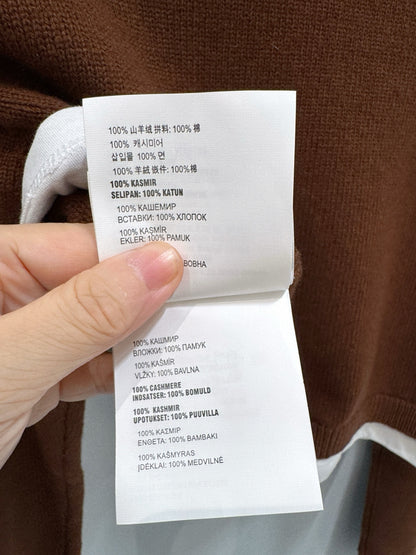 100% 山羊绒 拼料: 100% 棉
100% 캐시미어
삽입물 100% 면
100% 羊絨 嵌件: 100%棉
100% KASMIR
SELIPAN: 100% KATUN
100% КАШЕМИР
ВСТАВКИ: 100% ХЛОПОК
100% KAŞMİR
EKLER: 100% PAMUK
ВОВНА
100% КАШМИР
ВЛОЖКИ: 100% ПАМУК
100% KAŠMÍR
VLOŽKY: 100% BAVLNA
100% CASHMERE
INDSATSER: 100% BOMULD
100% KASHMIR
UPOTUKSET: 100% PUUVILLA
100% ΚΑΣΜΙΡ
ΕΝΘΕΤΑ: 100% ΒΑΜΒΑΚΙ
100% KAŠMYRAS
ĮDĖKLAI: 100% MEDVILNĖ